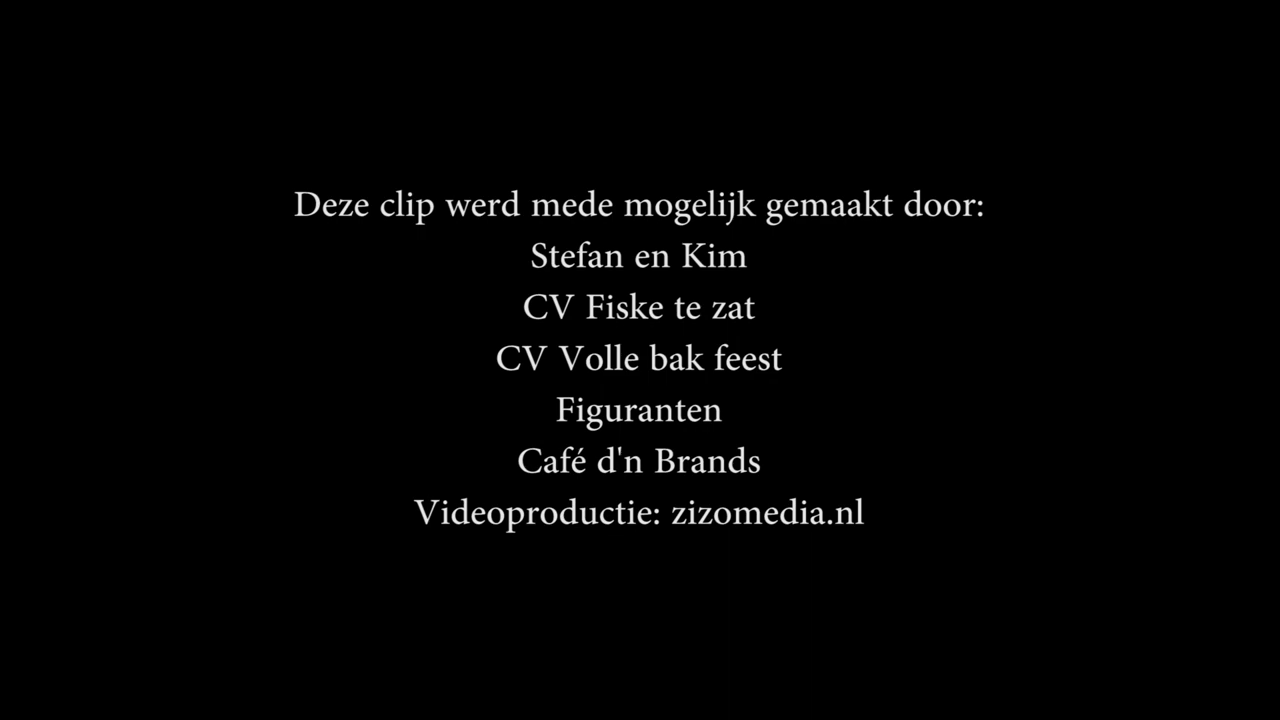 Deze clip werd mede mogelijk gemaakt door:
Stefan en Kim
CV Fiske te zat
CV Volle bak feest
Figuranten
Café d'n Brands
Videoproductie: zizomedia.nl